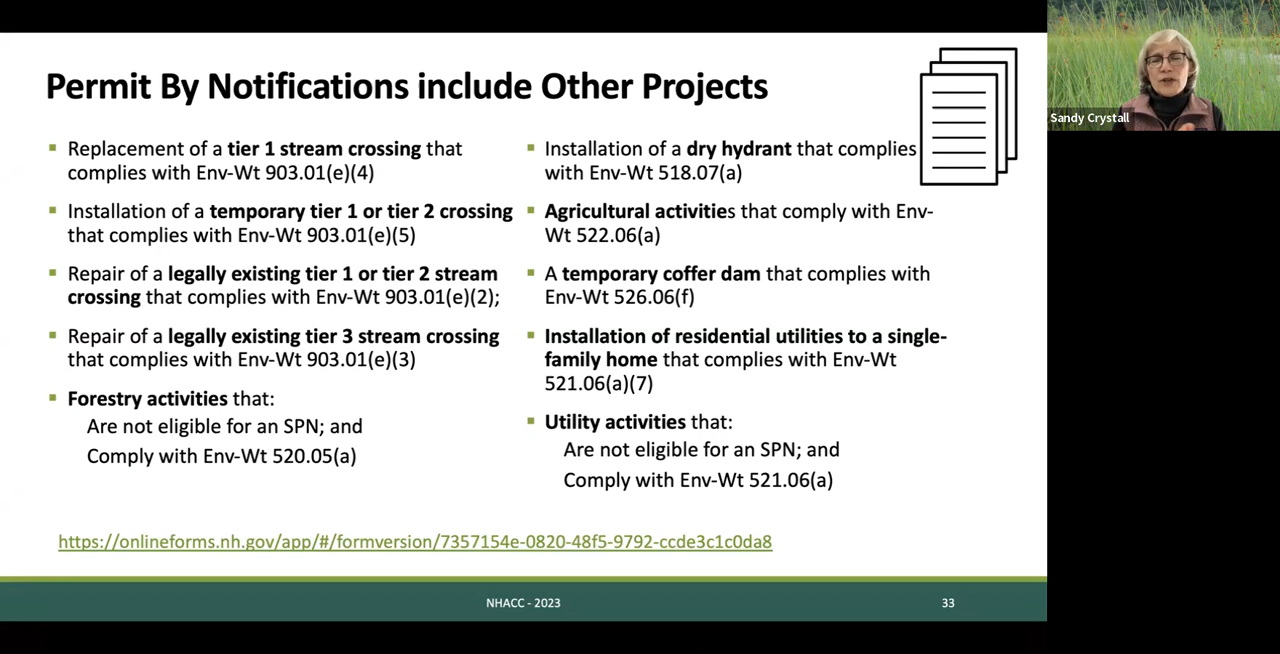 Permit By Notifications include Other Projects
Replacement of a tier 1 stream crossing that
complies with Env-Wt 903.01(e)(4)
Installation of a temporary tier 1 or tier 2 crossing
that complies with Env-Wt 903.01(e)(5)
Repair of a legally existing tier 1 or tier 2 stream
crossing that complies with Env-Wt 903.01(e)(2);
Repair of a legally existing tier 3 stream crossing
that complies with Env-Wt 903.01(e)(3)
Forestry activities that:
Are not eligible for an SPN; and
Comply with Env-Wt 520.05(a)
Installation of a dry hydrant that complies
with Env-Wt 518.07(a)
Agricultural activities that comply with Env-
Wt 522.06(a)
A temporary coffer dam that complies with
Env-Wt 526.06(f)
Installation of residential utilities to a single-
family home that complies with Env-Wt
521.06(a)(7)
Utility activities that:
Are not eligible for an SPN; and
Comply with Env-Wt 521.06(a)
https://onlineforms.nh.gov/app/#/formversion/7357154e-0820-48f5-9792-ccde3c1c0da8
NHACC - 2023
33
Sandy Crystall